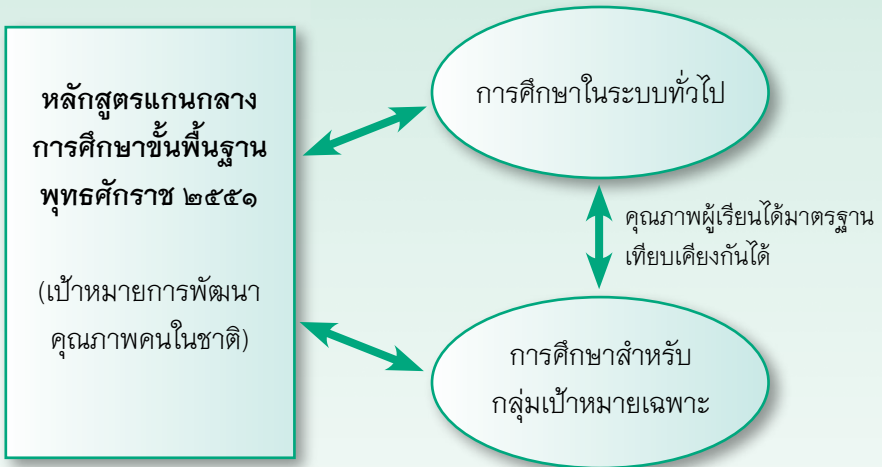 หลักสูตรแกนกลาง
การศึกษาขั้นพื้นฐาน
พุทธศักราช ๒๕๕๑
(เป้าหมายการพัฒนา
คุณภาพคนในชาติ)
การศึกษาในระบบทั่วไป
คุณภาพผู้เรียนได้มาตรฐาน
เทียบเคียงกันได้
การศึกษาสำหรับ
กลุ่มเป้าหมายเฉพาะ